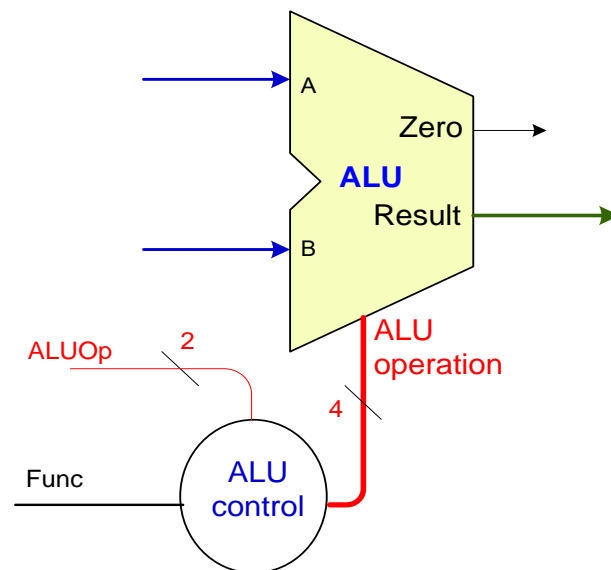 A
Zero
ALU
Result
B
ALUOp
2
ALU
operation
4
Func
ALU
control